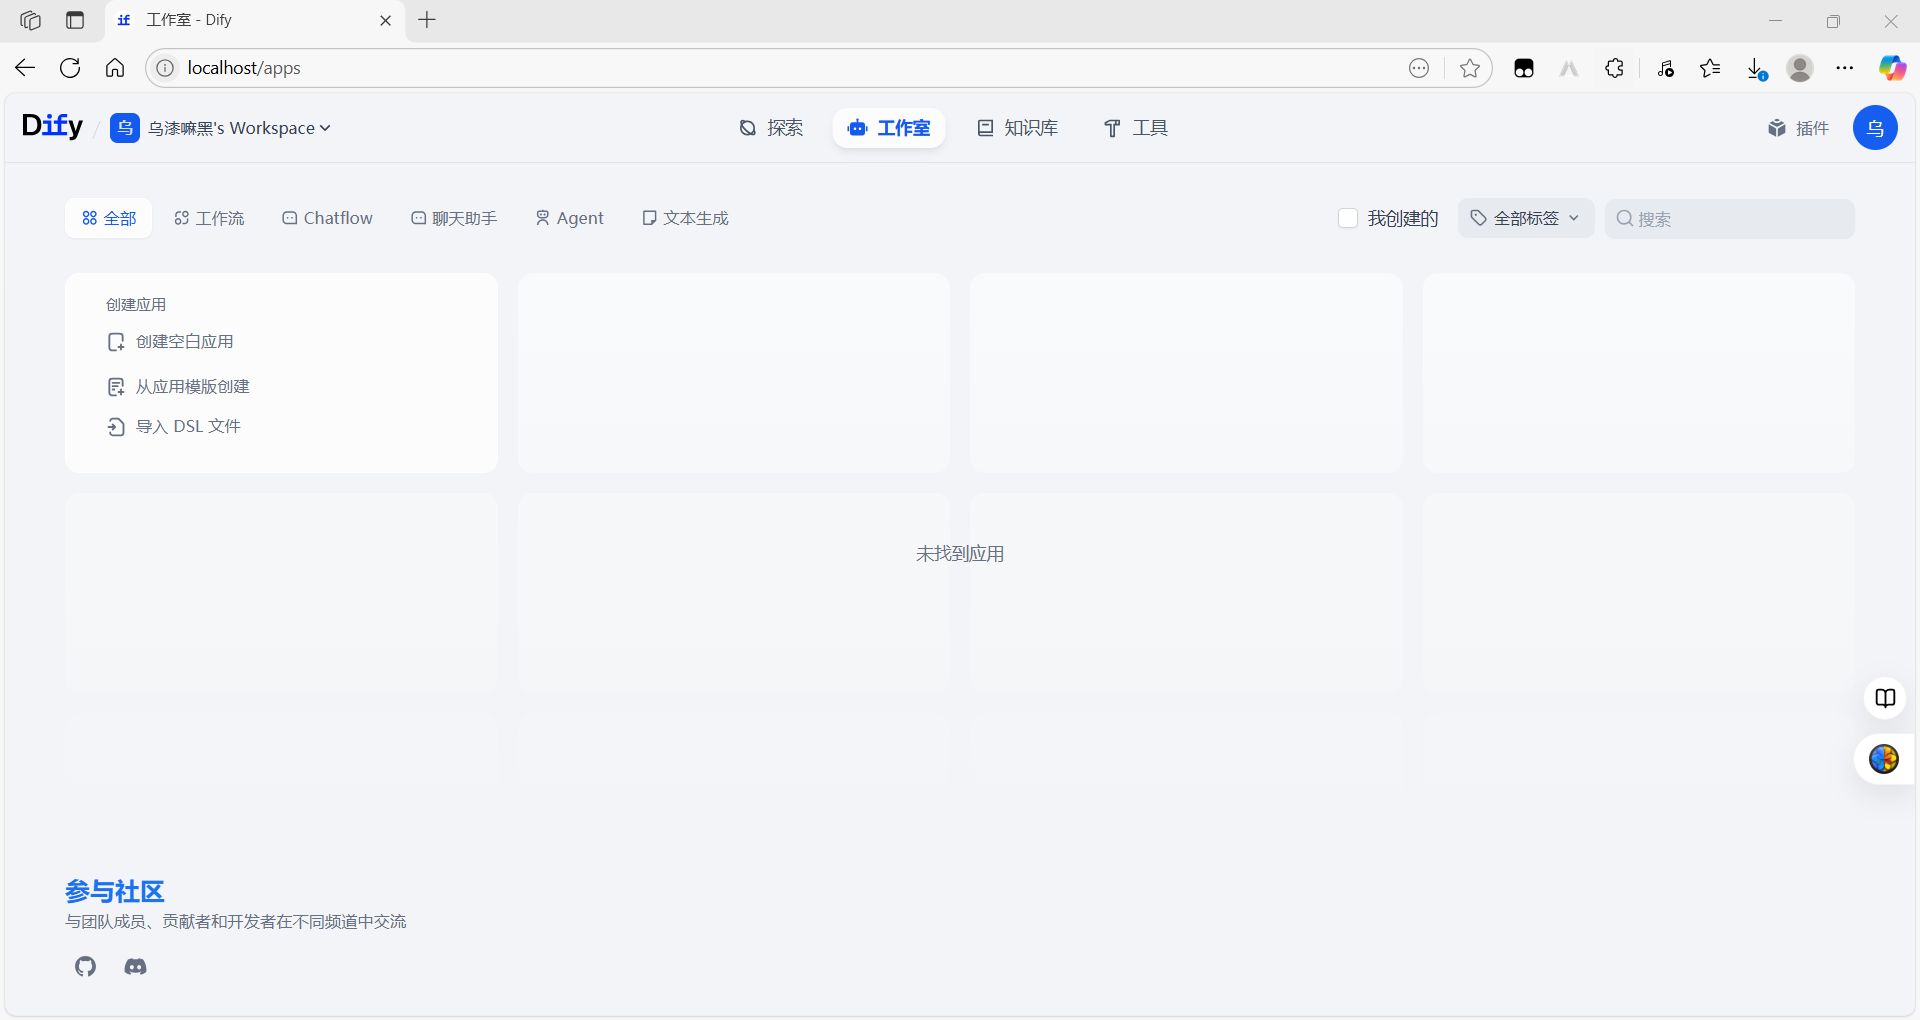 工作室 - Dify
localhost/apps
Dify / 乌 乌漆嘛黑's Workspace
探索
工作室
知识库
工具
插件
乌
全部
工作流
Chatflow
聊天助手
Agent
文本生成
我创建的
全部标签
搜索
创建应用
创建空白应用
从应用模版创建
导入 DSL 文件
未找到应用
参与社区
与团队成员、贡献者和开发者在不同频道中交流